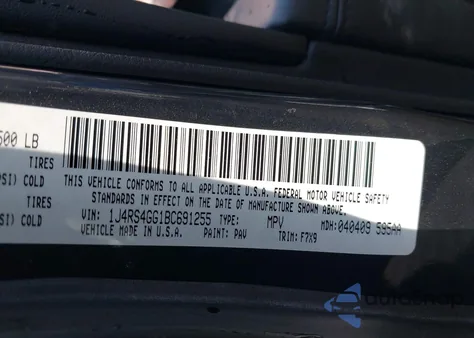 500 LB
TIRES
PSI) COLD
TIRES
SI) COLD
THIS VEHICLE CONFORMS TO ALL APPLICABLE U.S.A. FEDERAL MOTOR VEHICLE SAFETY
STANDARDS IN EFFECT ON THE DATE OF MANUFACTURE SHOWN ABOVE.
VIN: 1J4RS4GG1BC691255 TYPE: MPV MDH: 040409 595AA
VEHICLE MADE IN U.S.A. PAINT: PAV TRIM: F7X9